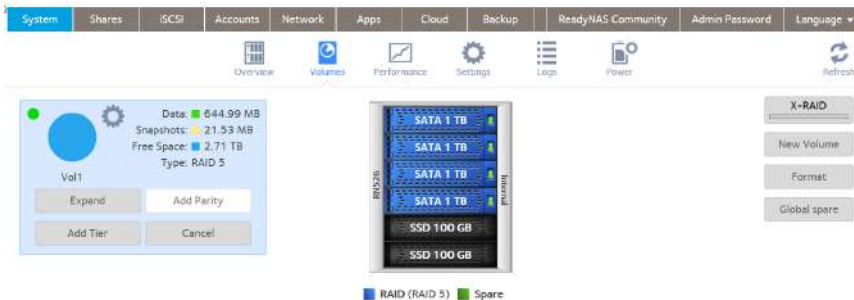 System Shares iSCSI Accounts Network Apps Cloud Backup ReadyNAS Community Admin Password Language
Overview Volumes Performance Settings Logs Power Refresh
Data: 644.99 MB
Snapshots: 21.53 MB
Free Space: 2.71 TB
Type: RAID 5
Vol1
Expand Add Parity
Add Tier Cancel
RN526
SATA 1 TB
SATA 1 TB
SATA 1 TB
SATA 1 TB
SSD 100 GB
SSD 100 GB
Internal
RAID (RAID 5) Spare
X-RAID
New Volume
Format
Global spare